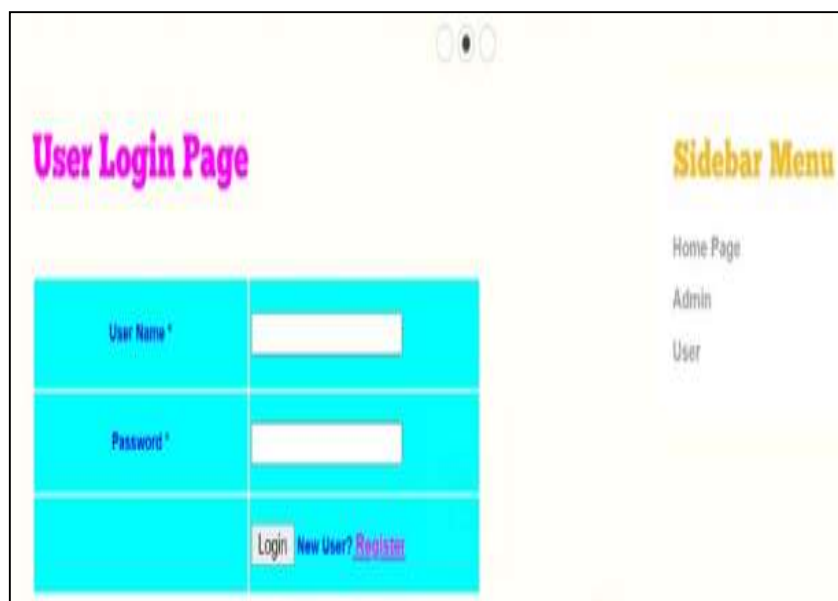 User Login Page
User Name *
Password *
Login New User? Register
Sidebar Menu
Home Page
Admin
User